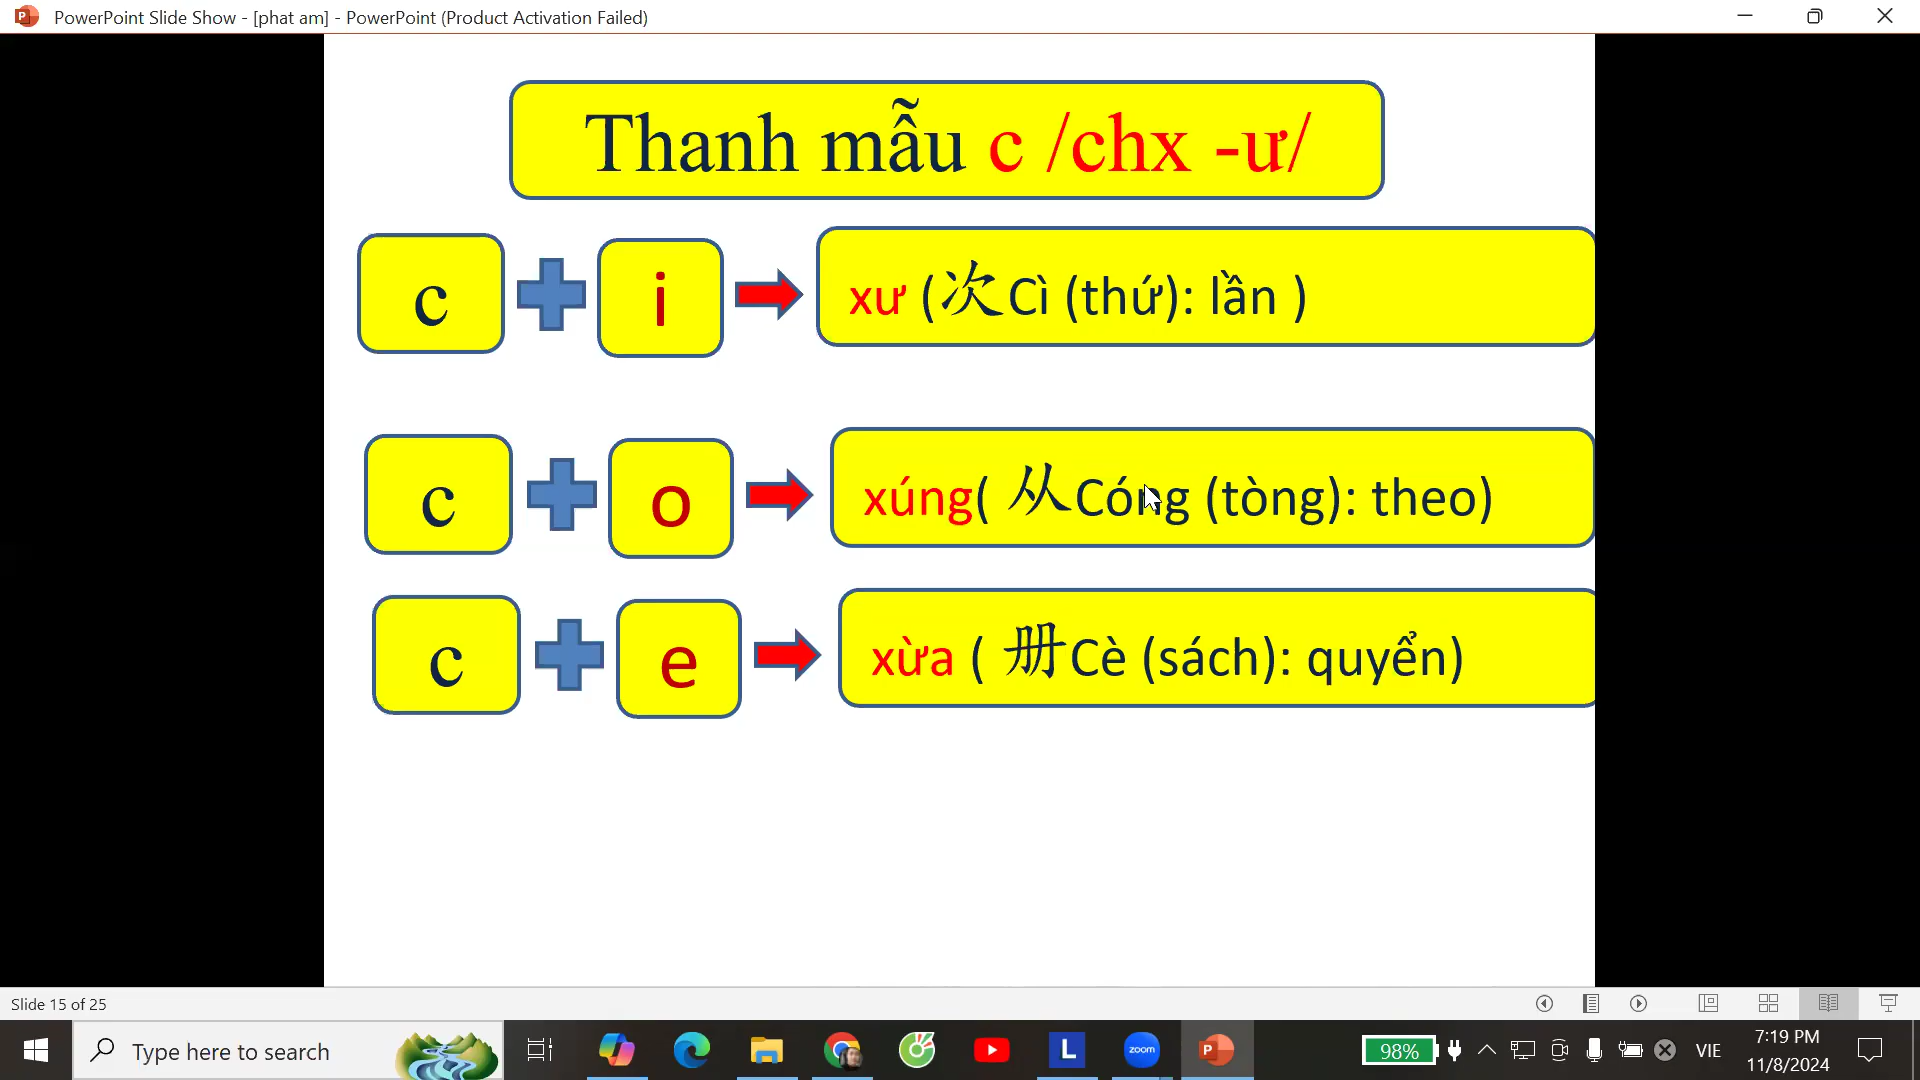 PowerPoint Slide Show - [phat am] - PowerPoint (Product Activation Failed)
Thanh mẫu c /chx -ư/
c i xư (次Cì (thứ): lần )
c o xúng( 从Cóng (tòng): theo)
c e xừa ( 册Cè (sách): quyển)
Slide 15 of 25
Type here to search
L
zoom
P
98%
VIE
7:19 PM
11/8/2024